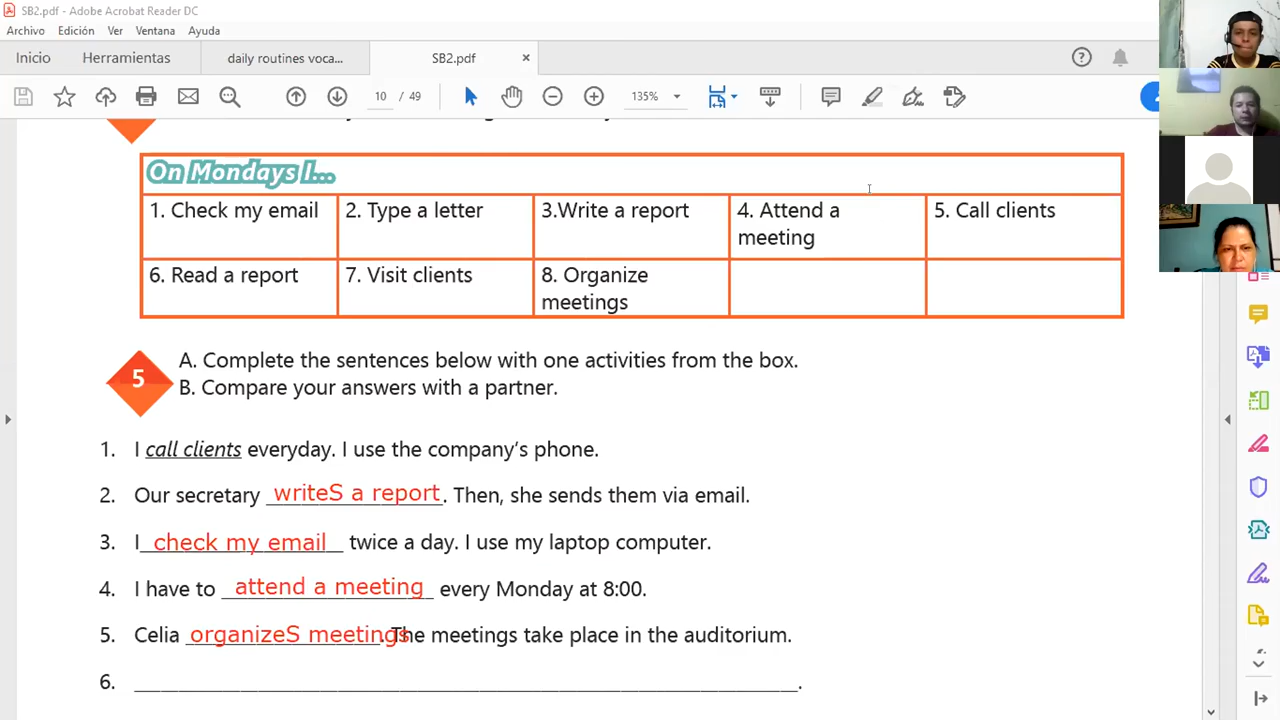 SB2.pdf - Adobe Acrobat Reader DC
Archivo Edición Ver Ventana Ayuda
Inicio Herramientas daily routines voca... SB2.pdf ×
10 / 49 135%
On Mondays I...
1. Check my email 2. Type a letter 3.Write a report 4. Attend a meeting 5. Call clients
6. Read a report 7. Visit clients 8. Organize meetings
5 A. Complete the sentences below with one activities from the box.
B. Compare your answers with a partner.
1. I call clients everyday. I use the company's phone.
2. Our secretary writeS a report. Then, she sends them via email.
3. I check my email twice a day. I use my laptop computer.
4. I have to attend a meeting every Monday at 8:00.
5. Celia organizeS meetings. The meetings take place in the auditorium.
6. ______________________________.